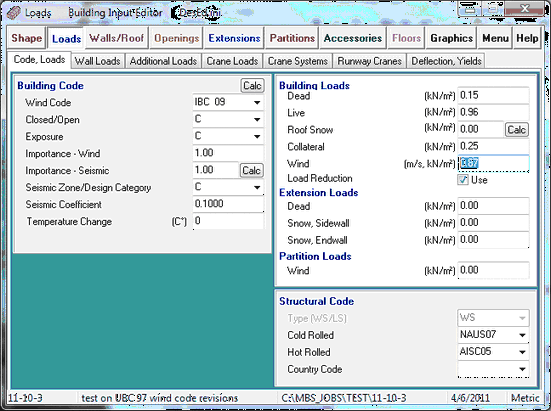 Loads Building Input Editor
Shape Loads Walls/Roof Openings Extensions Partitions Accessories Floors Graphics Menu Help
Code, Loads Wall Loads Additional Loads Crane Loads Crane Systems Runway Cranes Deflection, Yields
Building Code Calc
Wind Code IBC 09
Closed/Open C
Exposure C
Importance - Wind 1.00
Importance - Seismic 1.00 Calc
Seismic Zone/Design Category C
Seismic Coefficient 0.1000
Temperature Change (C°) 0
Building Loads
Dead (kN/m²) 0.15
Live (kN/m²) 0.96
Roof Snow (kN/m²) 0.00 Calc
Collateral (kN/m²) 0.25
Wind (m/s, kN/m²)
Load Reduction Use
Extension Loads
Dead (kN/m²) 0.00
Snow, Sidewall (kN/m²) 0.00
Snow, Endwall (kN/m²) 0.00
Partition Loads
Wind (kN/m²) 0.00
Structural Code
Type (WS/LS) WS
Cold Rolled NAUS07
Hot Rolled AISC05
Country Code
11-10-3 test on UBC 97 wind code revisions C:\MBS_JOBS\TEST\11-10-3 4/6/2011 Metric